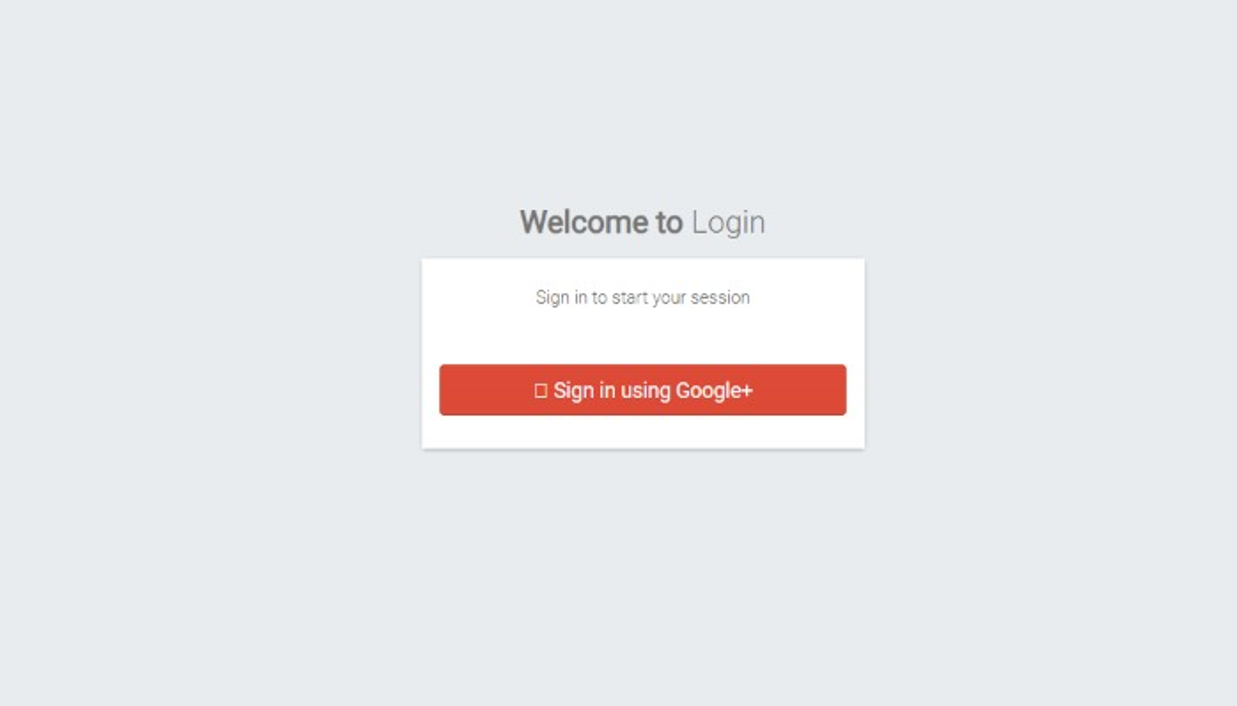 Welcome to Login
Sign in to start your session
Sign in using Google+